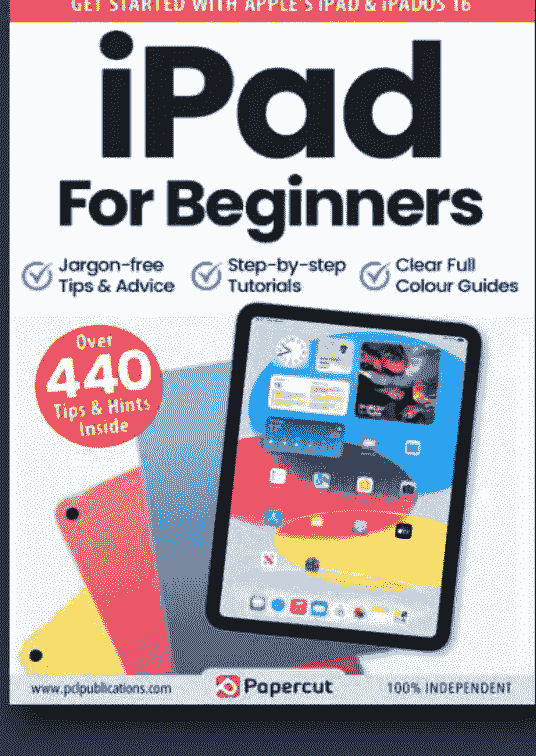 GET STARTED WITH APPLE'S iPAD & iPADOS 16
iPad
For Beginners
Jargon-free
Tips & Advice
Step-by-step
Tutorials
Clear Full
Colour Guides
Over
440
Tips & Hints
Inside
www.pclpublications.com
Papercut
100% INDEPENDENT